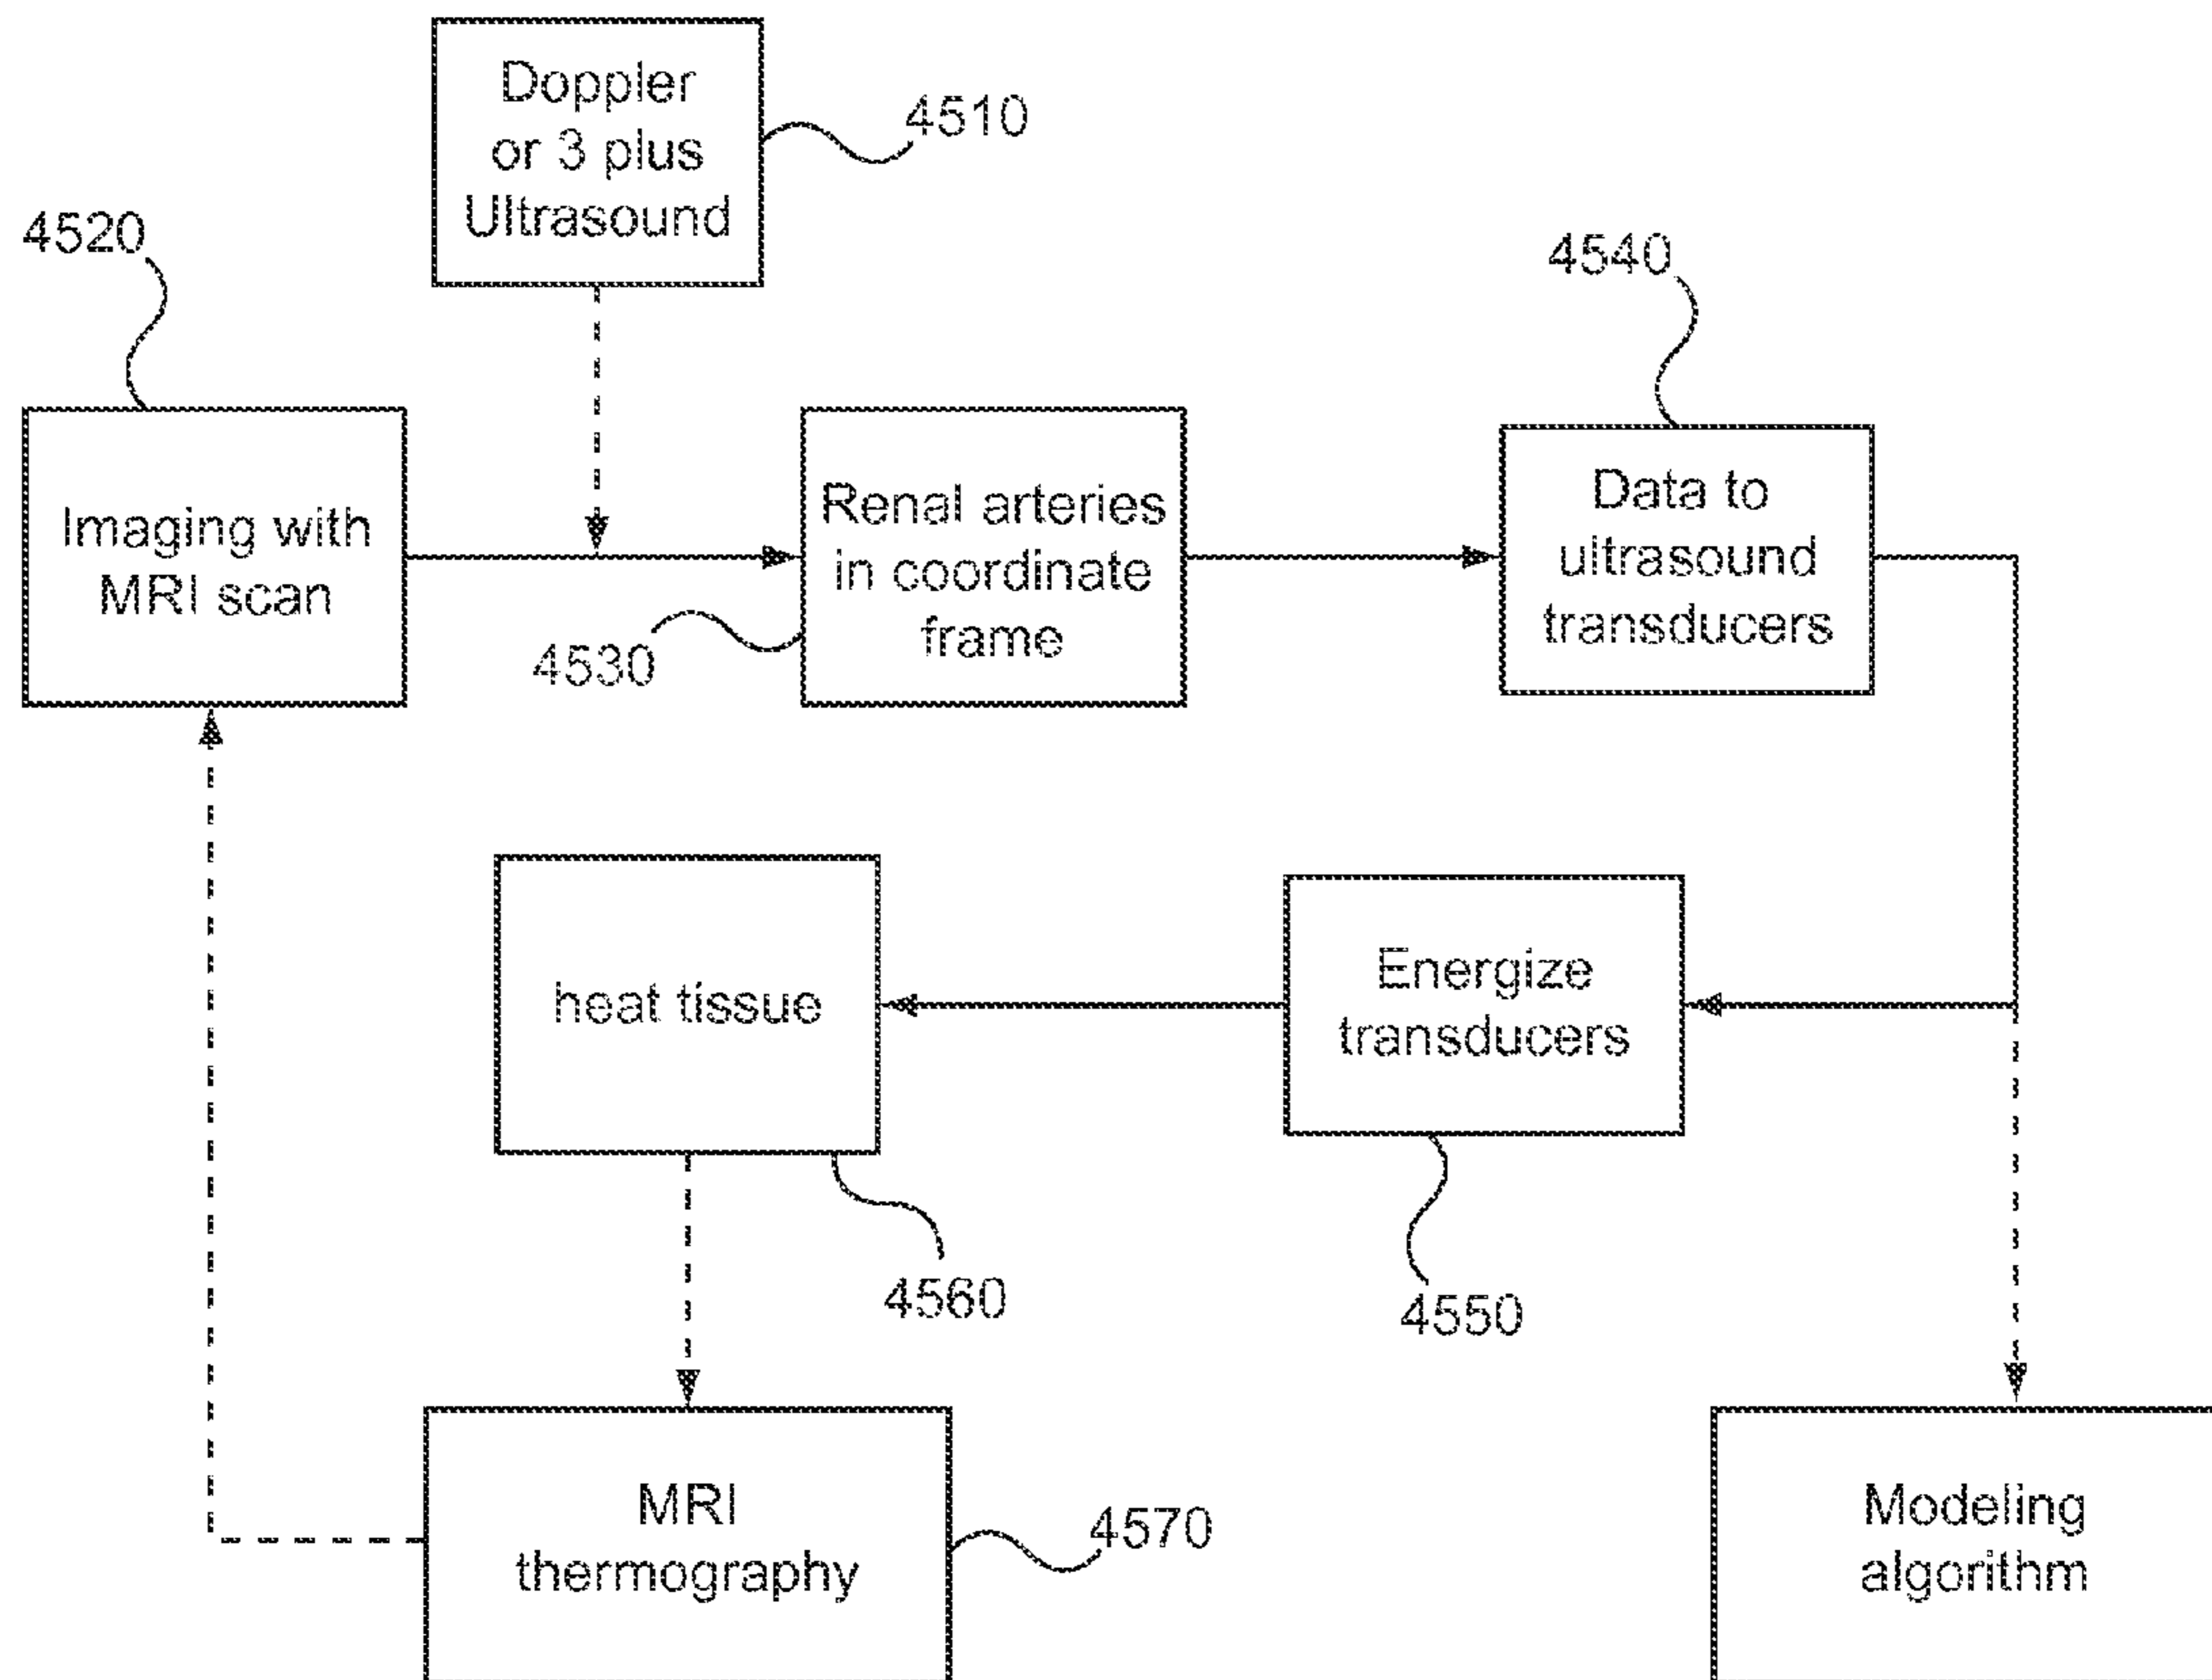 Doppler
or 3 plus
Ultrasound
4510
4520
4540
Imaging with
MRI scan
Renal arteries
in coordinate
frame
4530
Data to
ultrasound
transducers
heat tissue
Energize
transducers
4560
4550
MRI
thermography
4570
Modeling
algorithm